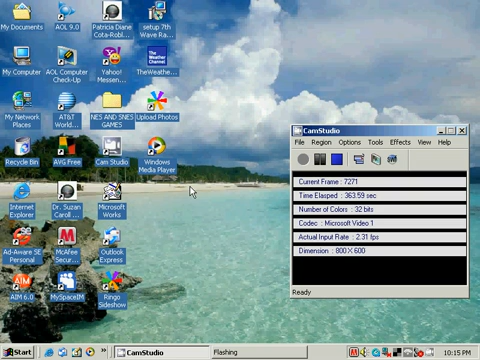 My Documents
AOL 9.0
Patricia Diane
Cota-Robl...
setup 7th
Wave Ra...
My Computer
AOL Computer
Check-Up
Yahoo!
Messen...
TheWeathe...
My Network
Places
AT&T
World...
NES AND SNES
GAMES
Upload Photos
Recycle Bin
AVG Free
Cam Studio
Windows
Media Player
Internet
Explorer
Dr. Suzan
Caroll ...
Microsoft
Works
Ad-Aware SE
Personal
McAfee
Secur...
Outlook
Express
AIM 6.0
MySpaceIM
Ringo
Slideshow
CamStudio
File Region Options Tools Effects View Help
Current Frame : 7271
Time Elasped : 363.59 sec
Number of Colors : 32 bits
Codec : Microsoft Video 1
Actual Input Rate : 2.31 fps
Dimension : 800 X 600
Ready
Start
CamStudio
Flashing
10:15 PM